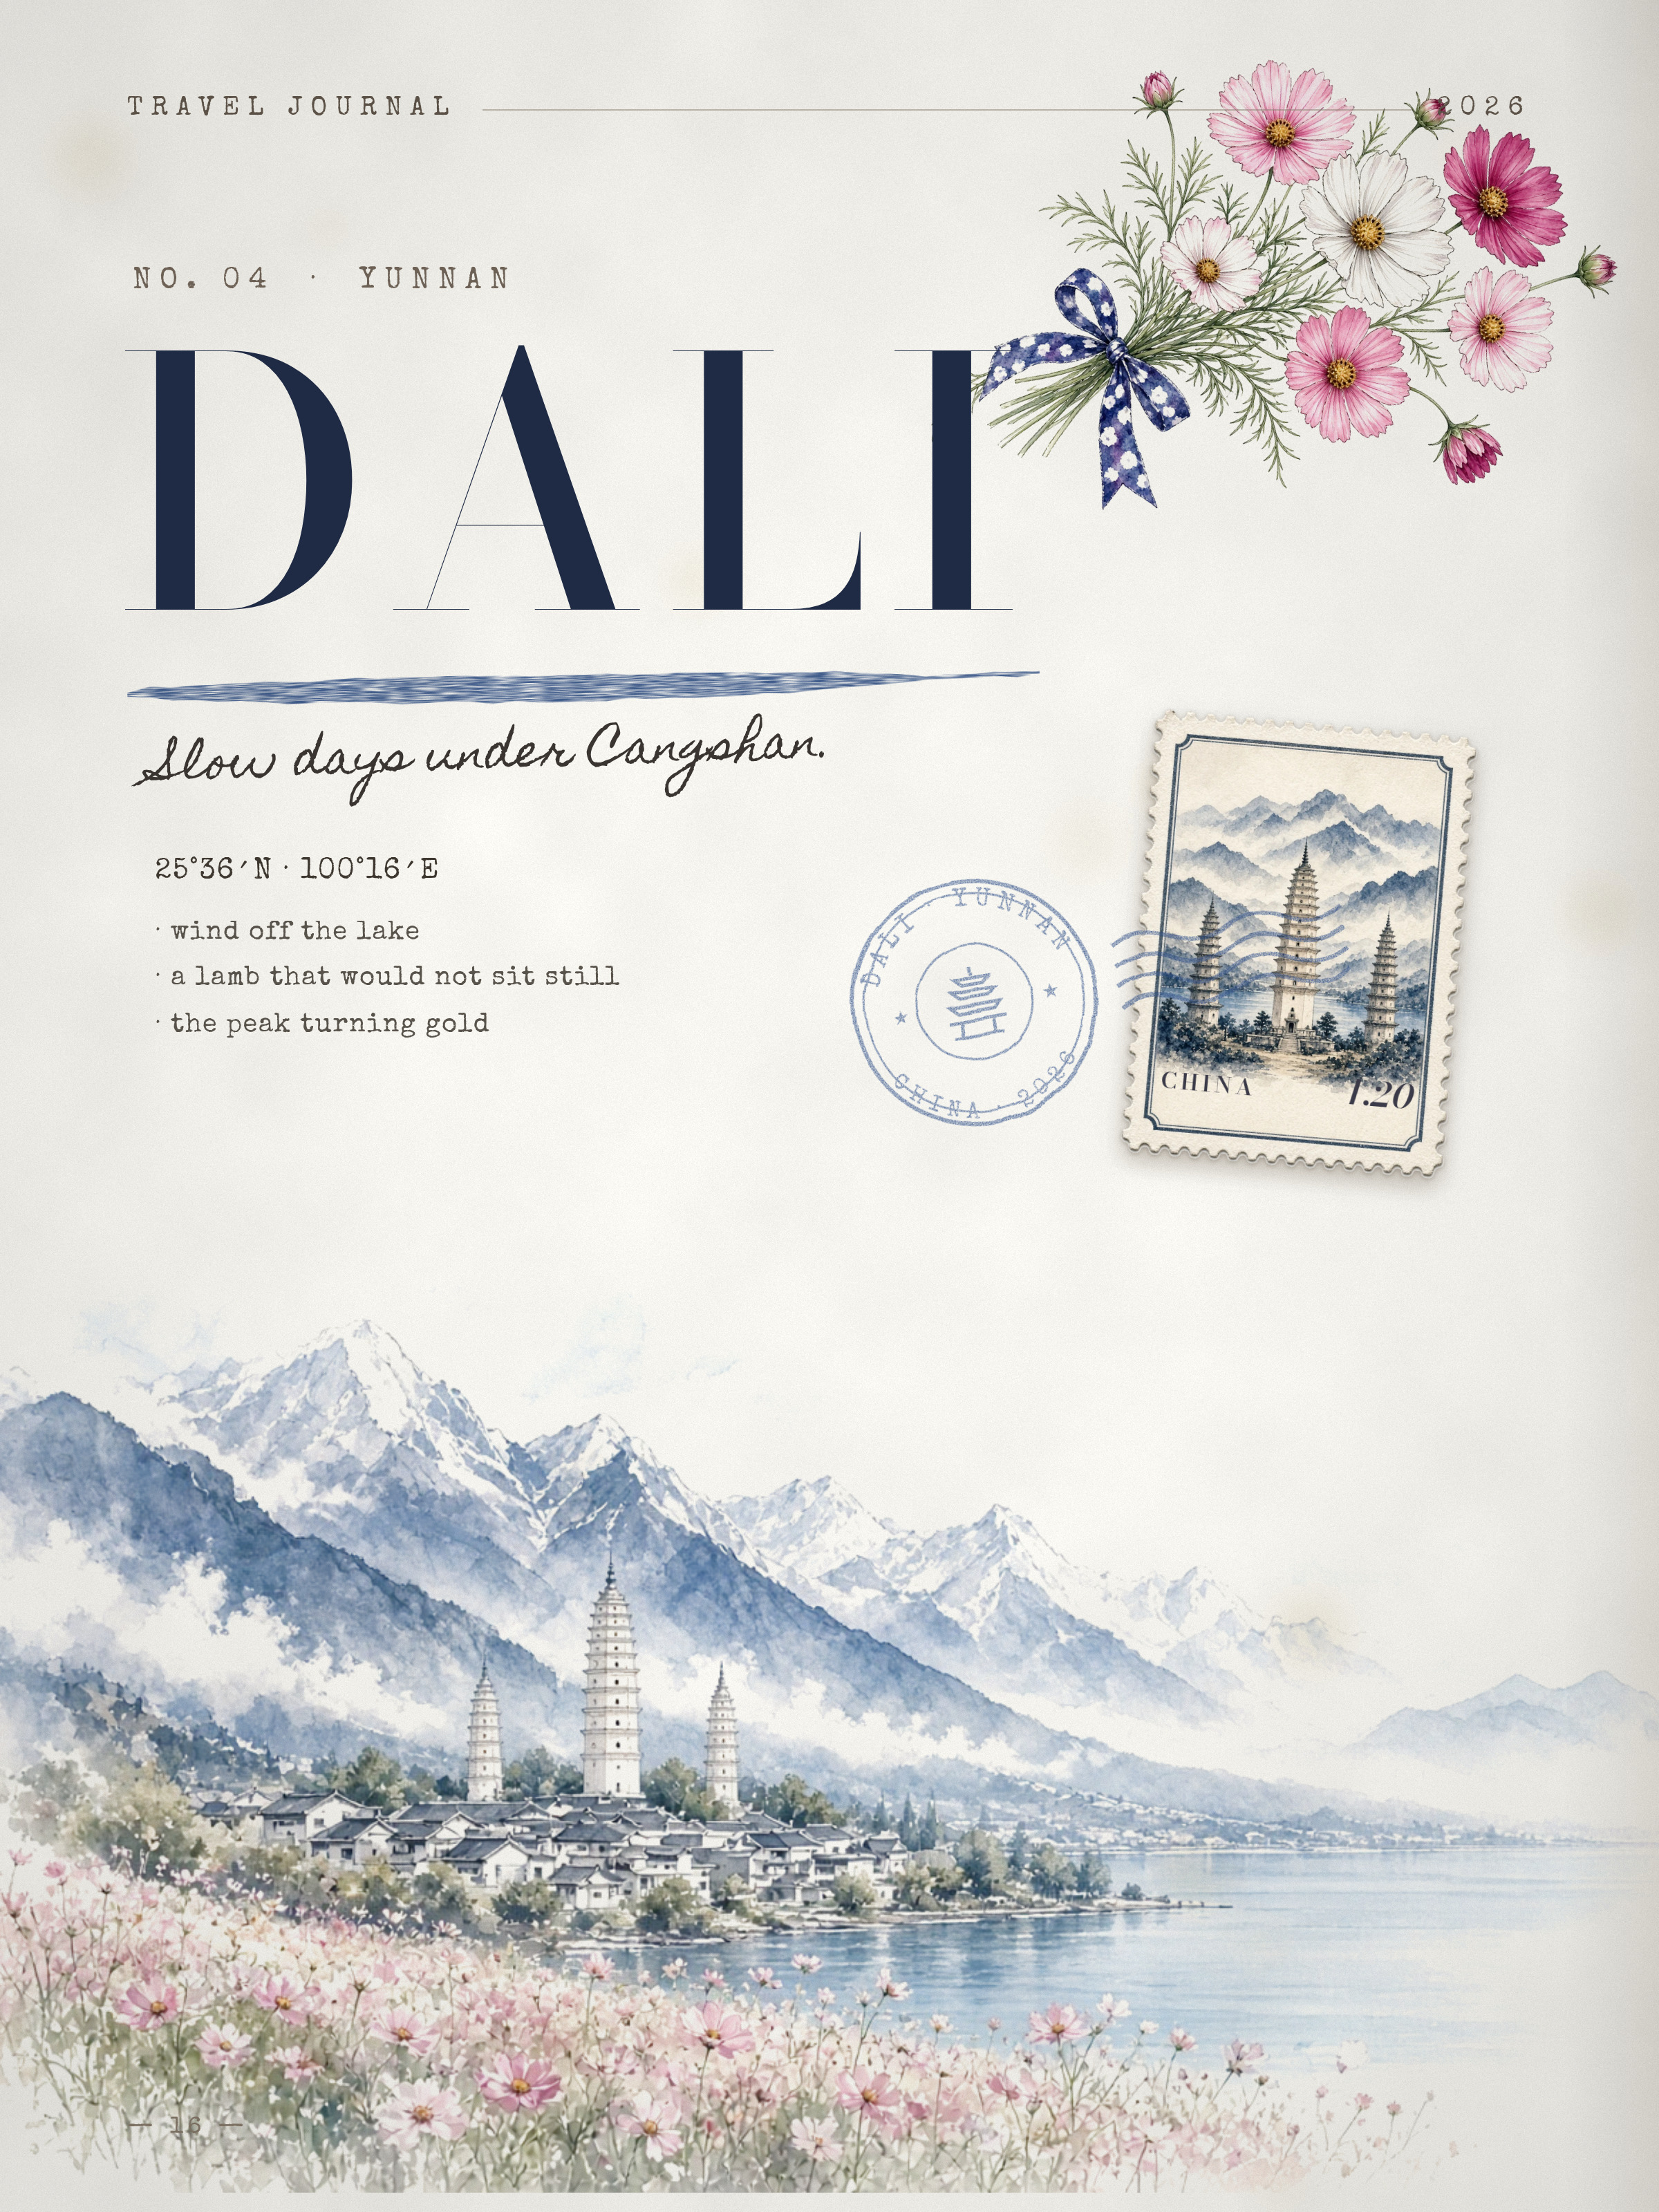 TRAVEL JOURNAL 2026
NO. 04 · YUNNAN
DALI
Slow days under Cangshan.
25°36′N · 100°16′E
· wind off the lake
· a lamb that would not sit still
· the peak turning gold
DALI · YUNNAN
CHINA · 2026
CHINA 1.20
— 16 —